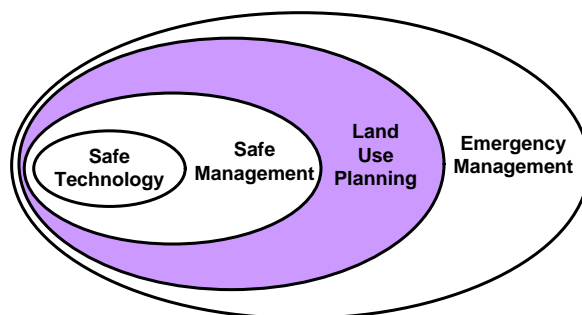 Safe
Technology
Safe
Management
Land
Use
Planning
Emergency
Management